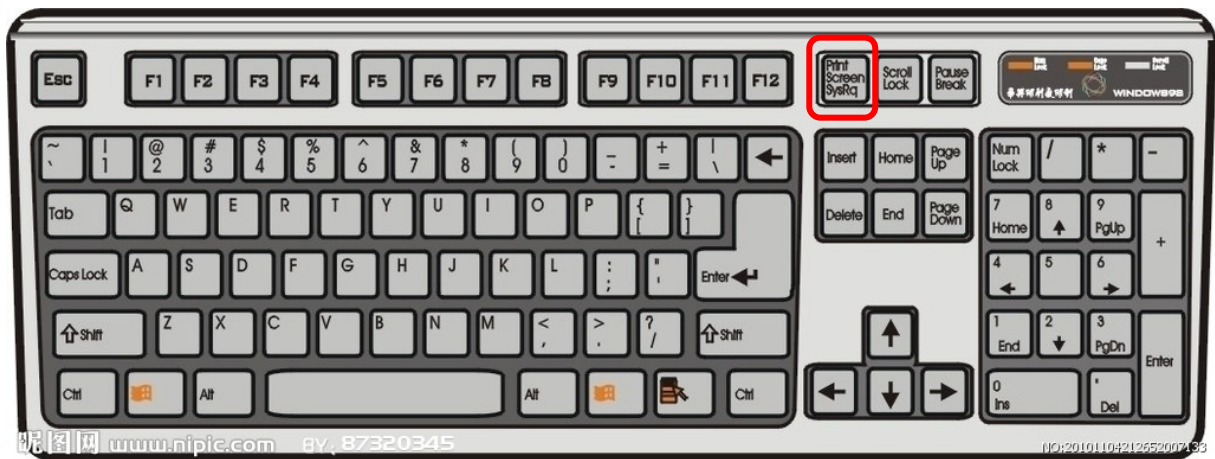 Esc F1 F2 F3 F4 F5 F6 F7 F8 F9 F10 F11 F12 Print Screen SysRq Scroll Lock Pause Break
WINDOW898
~ ` ! 1 @ 2 # 3 $ 4 % 5 ^ 6 & 7 * 8 ( 9 ) 0 _ - + = | \ ← Insert Home Page Up Num Lock / * -
Tab Q W E R T Y U I O P { [ } ] Delete End Page Down 7 Home 8 ↑ 9 PgUp +
Caps Lock A S D F G H J K L : ; " ' Enter ↵ 4 ← 5 6 →
⇧ Shift Z X C V B N M < , > . ? / ⇧ Shift ↑ 1 End 2 ↓ 3 PgDn Enter
Ctrl Alt Alt Ctrl ← ↓ → 0 Ins . Del
昵图网 www.nipic.com BY: 87320345
NO:20101104212652007133